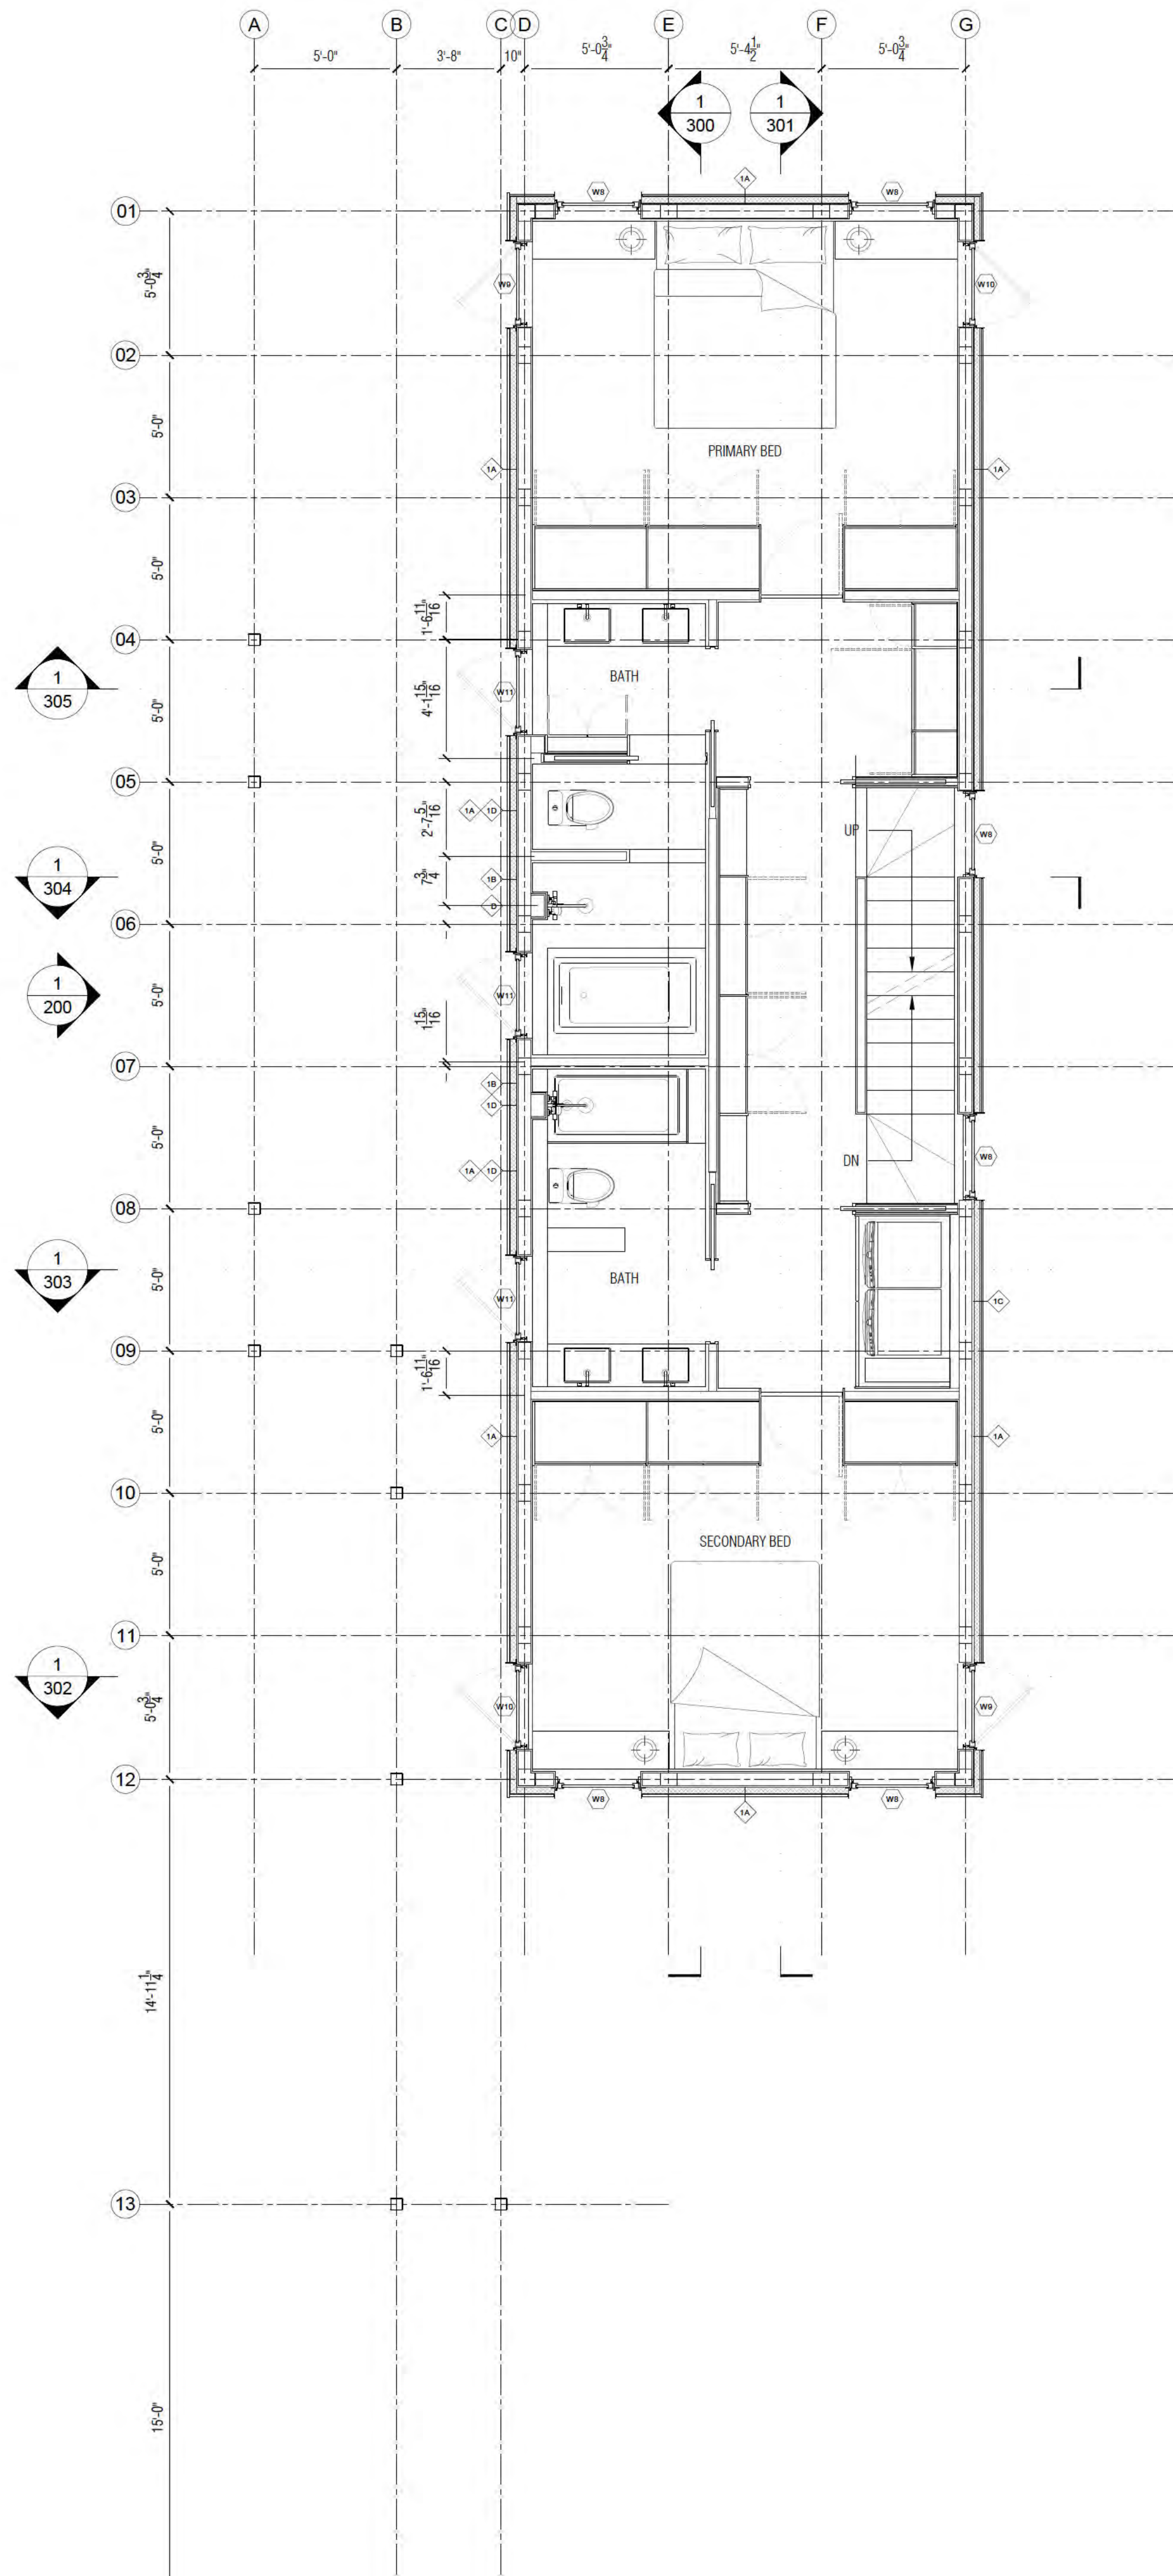 A B C D E F G
5'-0" 3'-8" 10" 5'-0 3/4" 5'-4 1/2" 5'-0 3/4"
1
300
1
301
W8 1A W8
01
5'-0 3/4"
W9 W10
02
5'-0"
PRIMARY BED
1A 1A
03
5'-0"
1'-6 11/16"
04
BATH
1
305
4'-1 15/16"
W11
5'-0"
05
2'-7 5/16"
1A 1D
UP
W8
5'-0"
1
304
7 3/4"
1B
D
06
1
200
5'-0"
W11
1 15/16"
07
1B
1D
5'-0"
DN
W8
1A 1D
08
1
303
5'-0"
BATH
W11
1C
09
1'-6 11/16"
5'-0"
1A 1A
10
5'-0"
SECONDARY BED
11
1
302
5'-0 3/4"
W10 W9
12
W8 1A W8
14'-11 1/4"
13
15'-0"